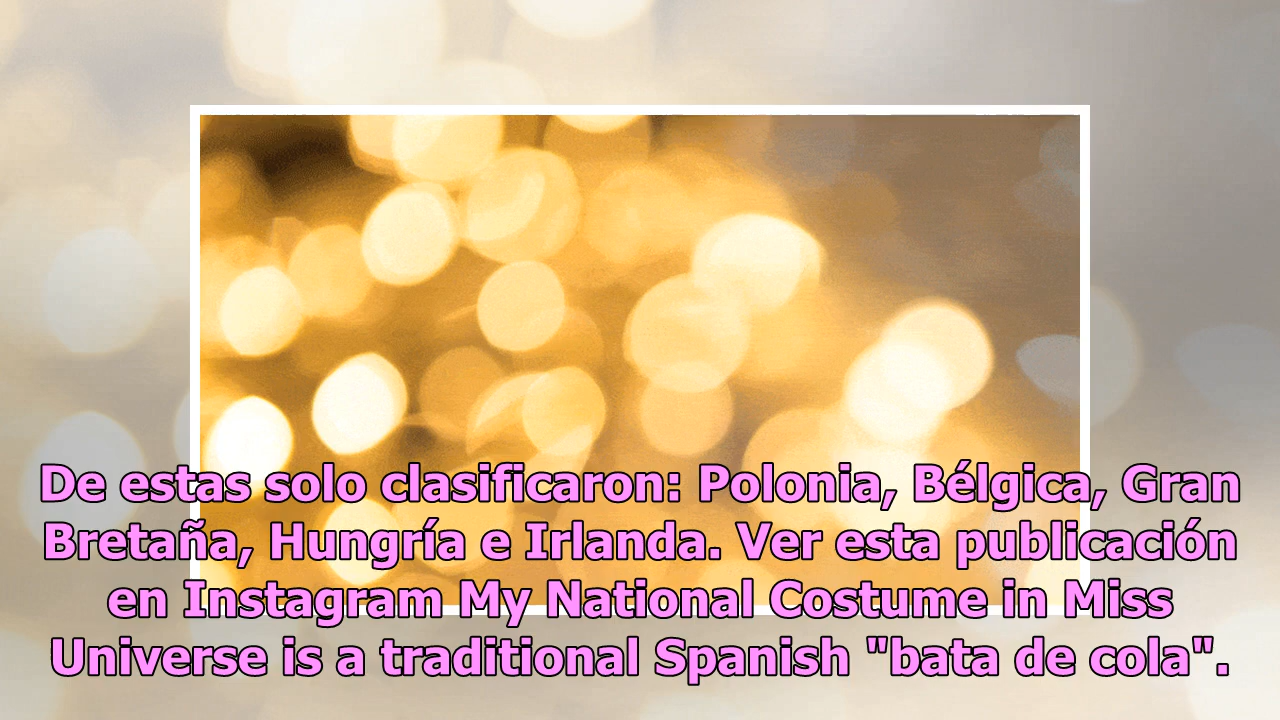 De estas solo clasificaron: Polonia, Bélgica, Gran
Bretaña, Hungría e Irlanda. Ver esta publicación
en Instagram My National Costume in Miss
Universe is a traditional Spanish "bata de cola".